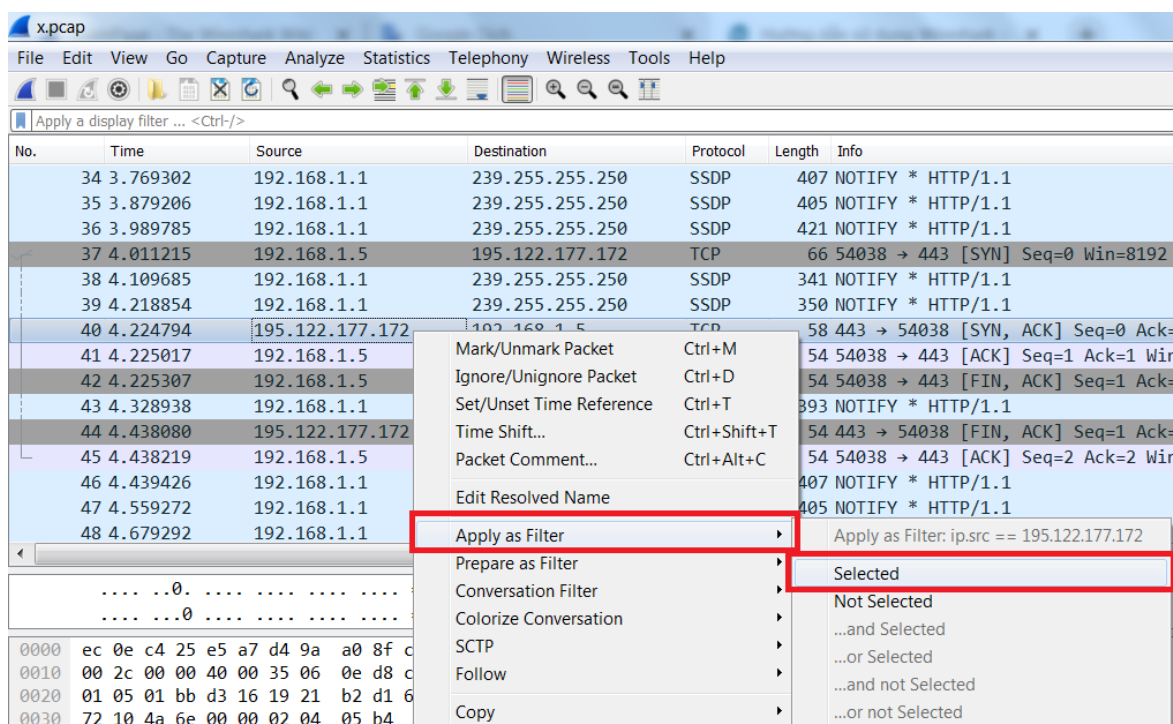 x.pcap
File Edit View Go Capture Analyze Statistics Telephony Wireless Tools Help
Apply a display filter ... <Ctrl-/>
No. Time Source Destination Protocol Length Info
34 3.769302 192.168.1.1 239.255.255.250 SSDP 407 NOTIFY * HTTP/1.1
35 3.879206 192.168.1.1 239.255.255.250 SSDP 405 NOTIFY * HTTP/1.1
36 3.989785 192.168.1.1 239.255.255.250 SSDP 421 NOTIFY * HTTP/1.1
37 4.011215 192.168.1.5 195.122.177.172 TCP 66 54038 → 443 [SYN] Seq=0 Win=8192
38 4.109685 192.168.1.1 239.255.255.250 SSDP 341 NOTIFY * HTTP/1.1
39 4.218854 192.168.1.1 239.255.255.250 SSDP 350 NOTIFY * HTTP/1.1
40 4.224794 195.122.177.172 192.168.1.5 TCP 58 443 → 54038 [SYN, ACK] Seq=0 Ack=
41 4.225017 192.168.1.5 54 54038 → 443 [ACK] Seq=1 Ack=1 Wir
42 4.225307 192.168.1.5 54 54038 → 443 [FIN, ACK] Seq=1 Ack=
43 4.328938 192.168.1.1 393 NOTIFY * HTTP/1.1
44 4.438080 195.122.177.172 54 443 → 54038 [FIN, ACK] Seq=1 Ack=
45 4.438219 192.168.1.5 54 54038 → 443 [ACK] Seq=2 Ack=2 Wir
46 4.439426 192.168.1.1 407 NOTIFY * HTTP/1.1
47 4.559272 192.168.1.1 405 NOTIFY * HTTP/1.1
48 4.679292 192.168.1.1
Mark/Unmark Packet Ctrl+M
Ignore/Unignore Packet Ctrl+D
Set/Unset Time Reference Ctrl+T
Time Shift... Ctrl+Shift+T
Packet Comment... Ctrl+Alt+C
Edit Resolved Name
Apply as Filter
Prepare as Filter
Conversation Filter
Colorize Conversation
SCTP
Follow
Copy
Apply as Filter: ip.src == 195.122.177.172
Selected
Not Selected
...and Selected
...or Selected
...and not Selected
...or not Selected
.... ..0. .... .... .... ....
.... ...0 .... .... .... ....
0000 ec 0e c4 25 e5 a7 d4 9a a0 8f c
0010 00 2c 00 00 40 00 35 06 0e d8 c
0020 01 05 01 bb d3 16 19 21 b2 d1 6
0030 72 10 4a 6e 00 00 02 04 05 b4